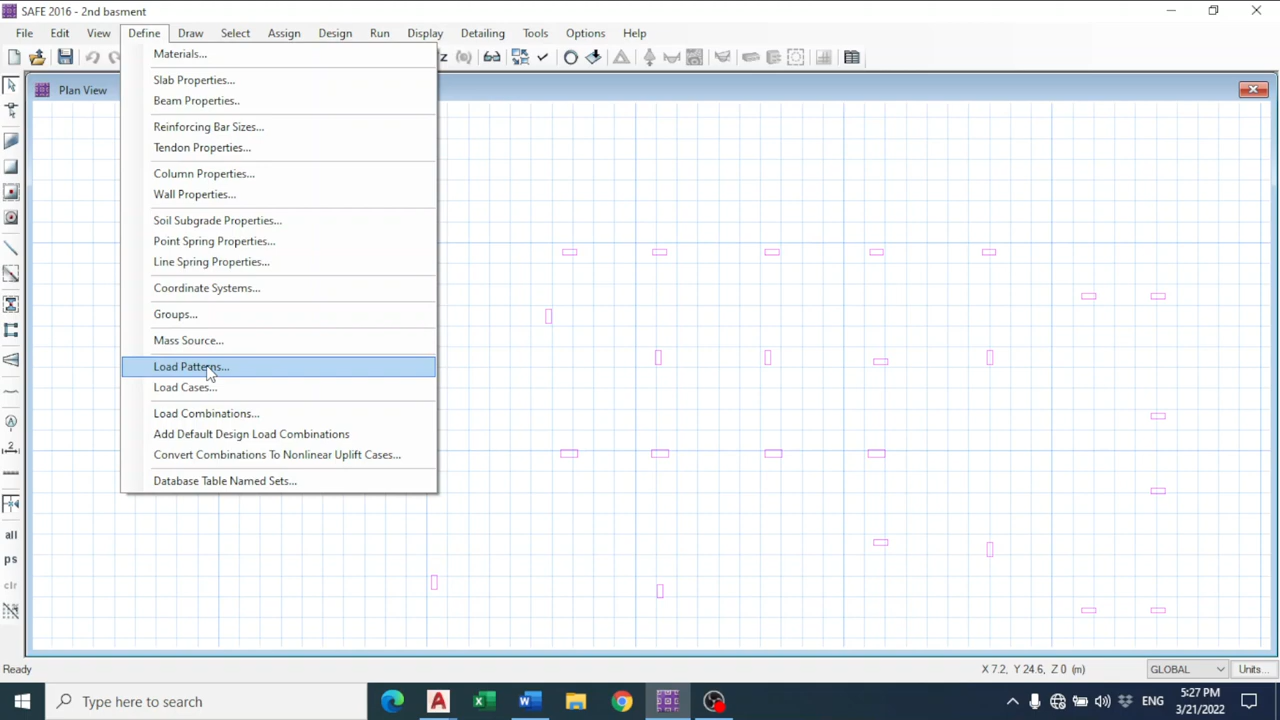 SAFE 2016 - 2nd basment
File Edit View Define Draw Select Assign Design Run Display Detailing Tools Options Help
Materials...
Slab Properties...
Beam Properties..
Reinforcing Bar Sizes...
Tendon Properties...
Column Properties...
Wall Properties...
Soil Subgrade Properties...
Point Spring Properties...
Line Spring Properties...
Coordinate Systems...
Groups...
Mass Source...
Load Patterns...
Load Cases...
Load Combinations...
Add Default Design Load Combinations
Convert Combinations To Nonlinear Uplift Cases...
Database Table Named Sets...
Plan View
all
ps
clr
Ready
X 7.2, Y 24.6, Z 0 (m)
GLOBAL
Units...
Type here to search
ENG
5:27 PM
3/21/2022